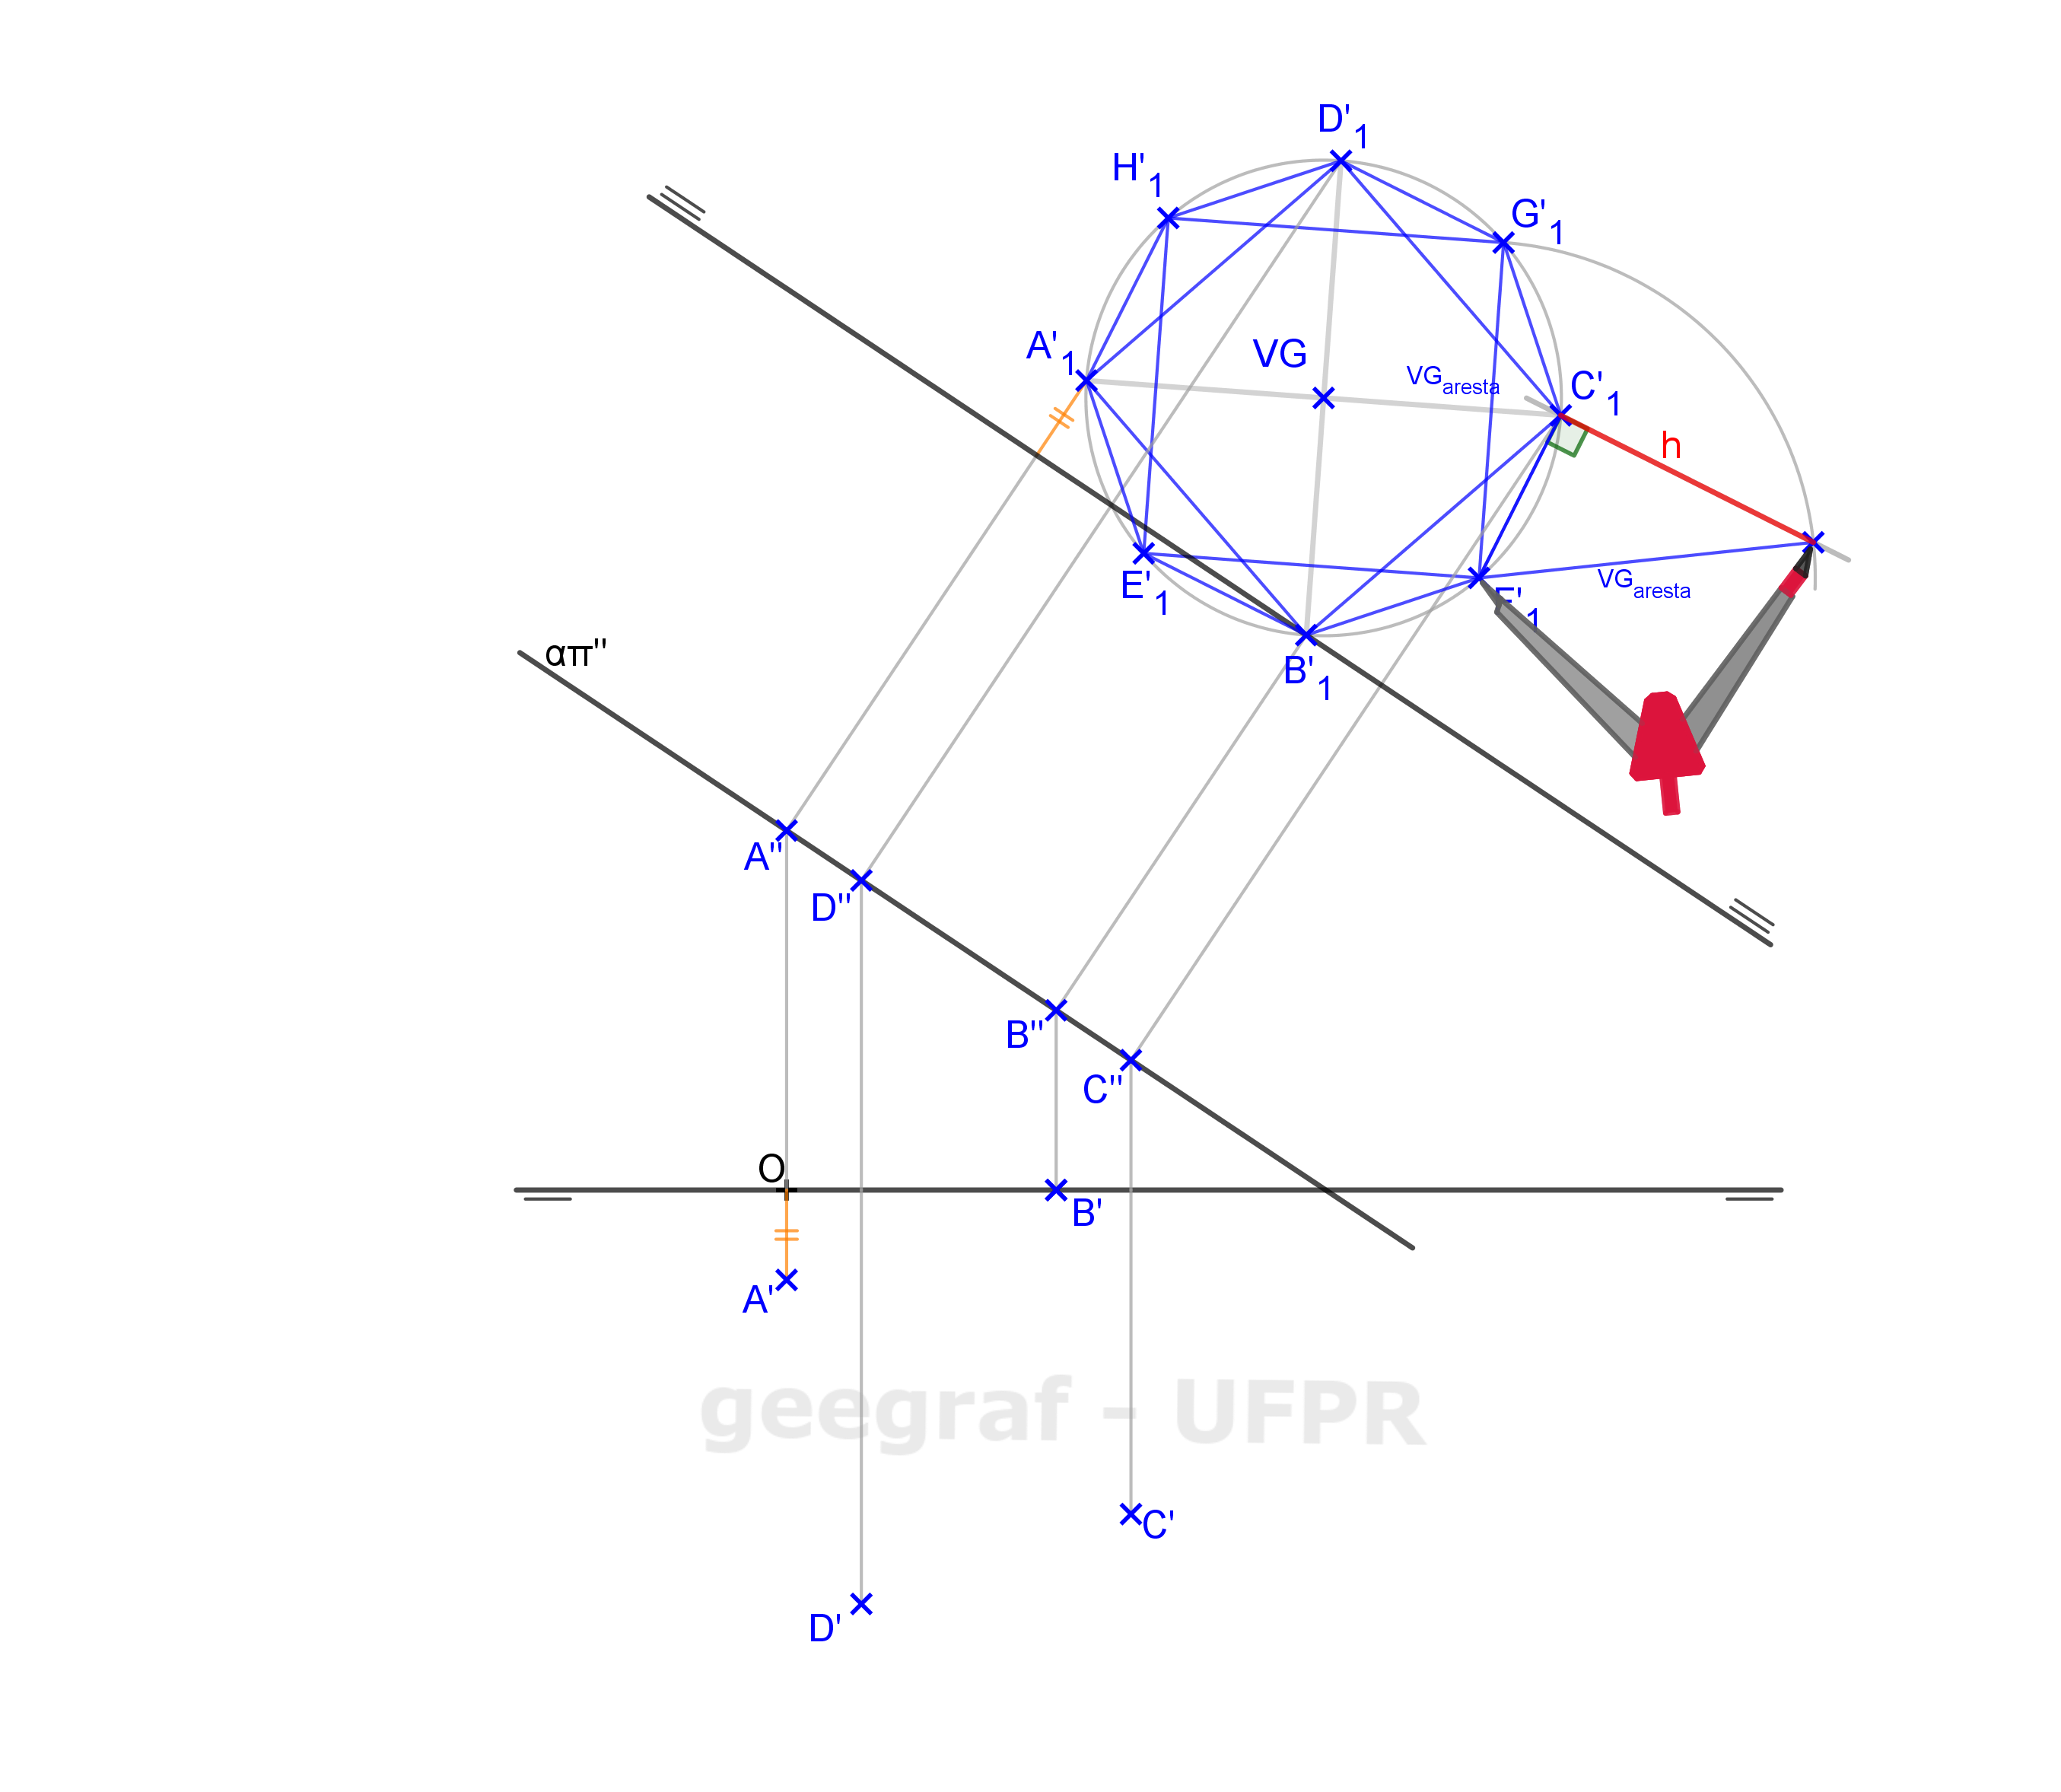 D'1
H'1
G'1
A'1
VG
VGaresta
C'1
h
E'1
VGaresta
F'1
B'1
απ''
A''
D''
B''
C''
O
B'
A'
geegraf - UFPR
C'
D'